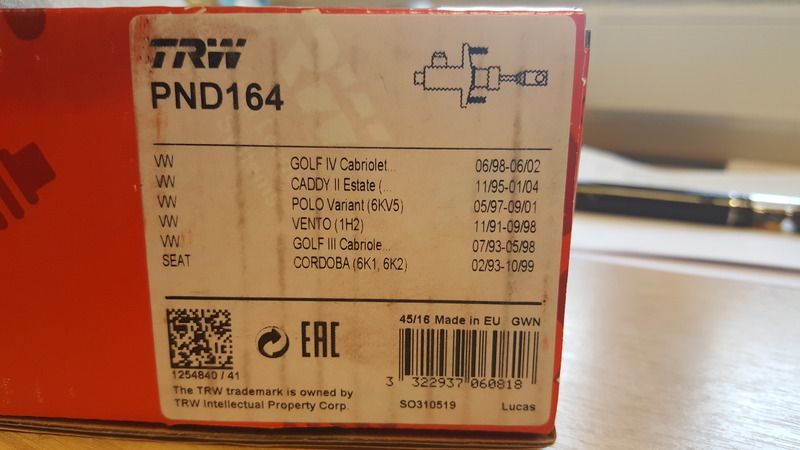 TRW
PND164
VW GOLF IV Cabriolet... 06/98-06/02
VW CADDY II Estate (... 11/95-01/04
VW POLO Variant (6KV5) 05/97-09/01
VW VENTO (1H2) 11/91-09/98
VW GOLF III Cabriole... 07/93-05/98
SEAT CORDOBA (6K1, 6K2) 02/93-10/99
45/16 Made in EU GWN
EAC
1254840 / 41
3 322937 060818
The TRW trademark is owned by
TRW Intellectual Property Corp.
SO310519 Lucas